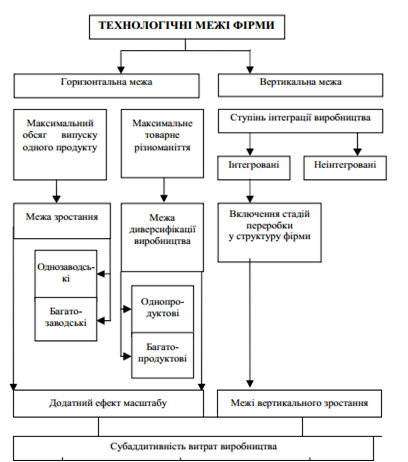 ТЕХНОЛОГІЧНІ МЕЖІ ФІРМИ
Горизонтальна межа
Вертикальна межа
Максимальний
обсяг випуску
одного продукту
Максимальне
товарне
різноманіття
Ступінь інтеграції виробництва
Інтегровані
Неінтегровані
Межа зростання
Межа
диверсифікації
виробництва
Включення стадій
переробки
у структуру фірми
Однозаводсь-
кі
Багато-
заводські
Однопро-
дуктові
Багато-
продуктові
Додатний ефект масштабу
Межі вертикального зростання
Субаддитивність витрат виробництва